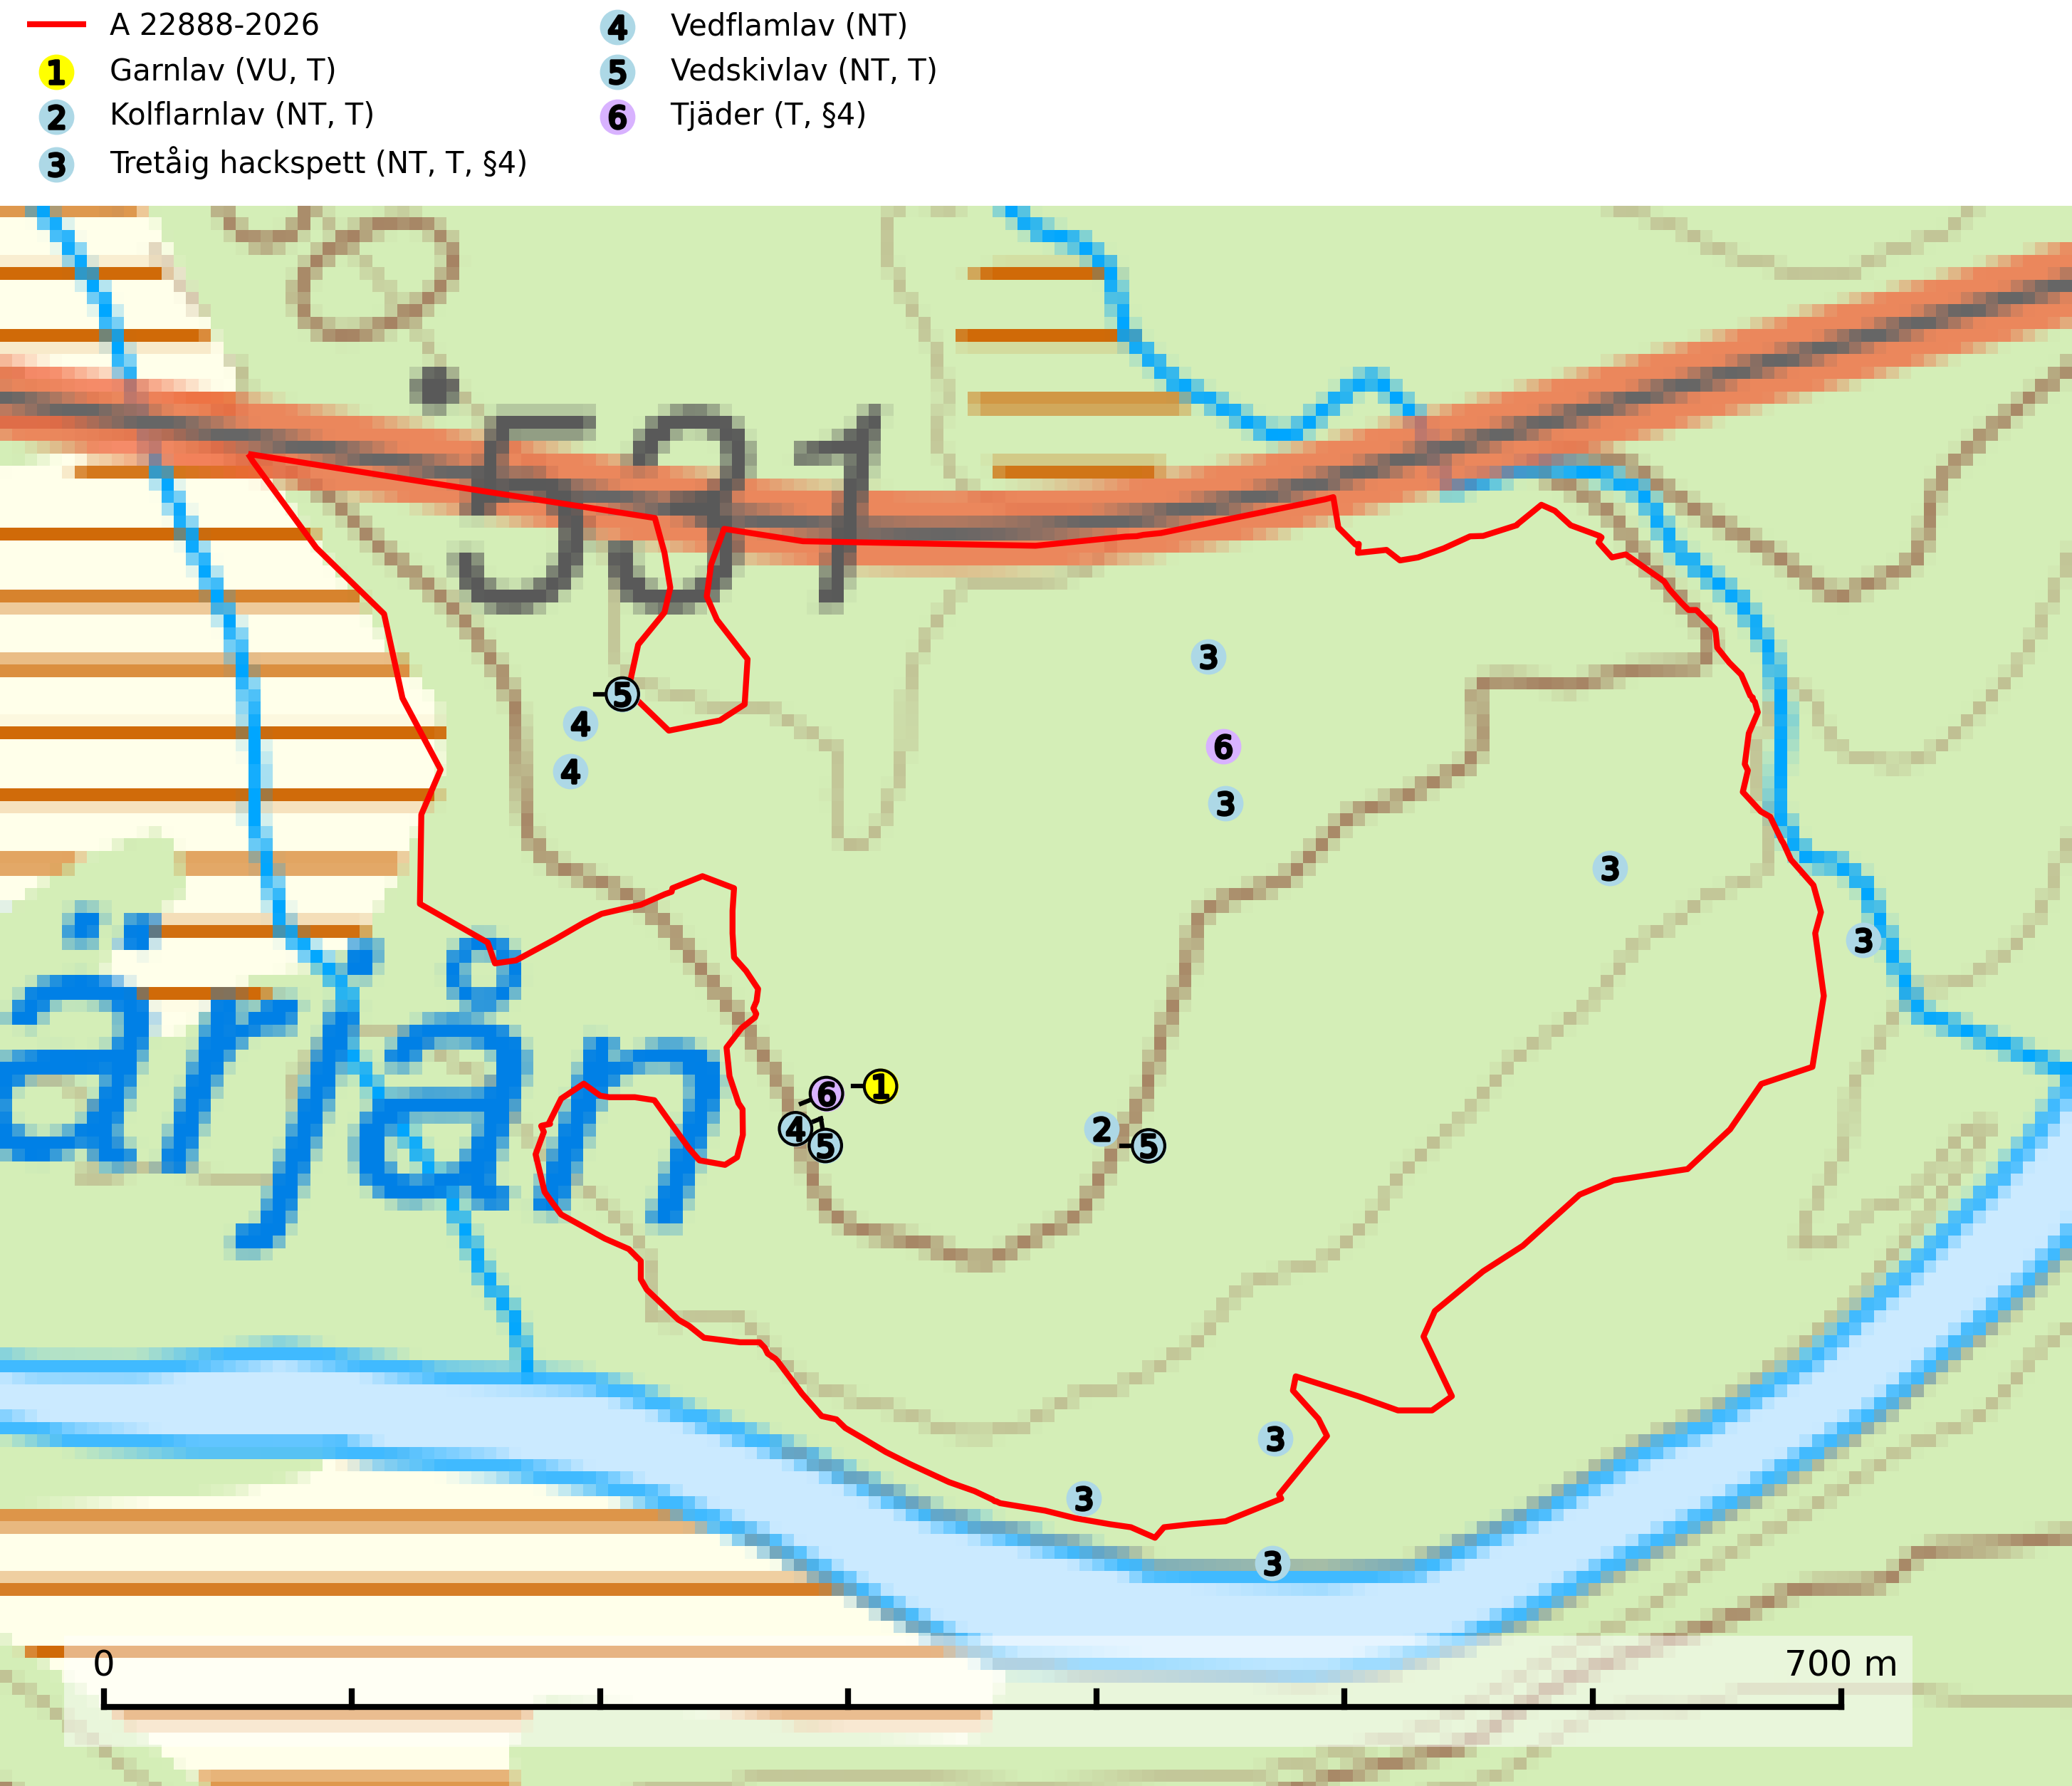 A 22888-2026
1 Garnlav (VU, T)
2 Kolflarnlav (NT, T)
3 Tretåig hackspett (NT, T, §4)
4 Vedflamlav (NT)
5 Vedskivlav (NT, T)
6 Tjäder (T, §4)
531
3
5
4
6
4
3
3
3
ärjån
6
1
4
2
5
5
3
3
3
0
700 m